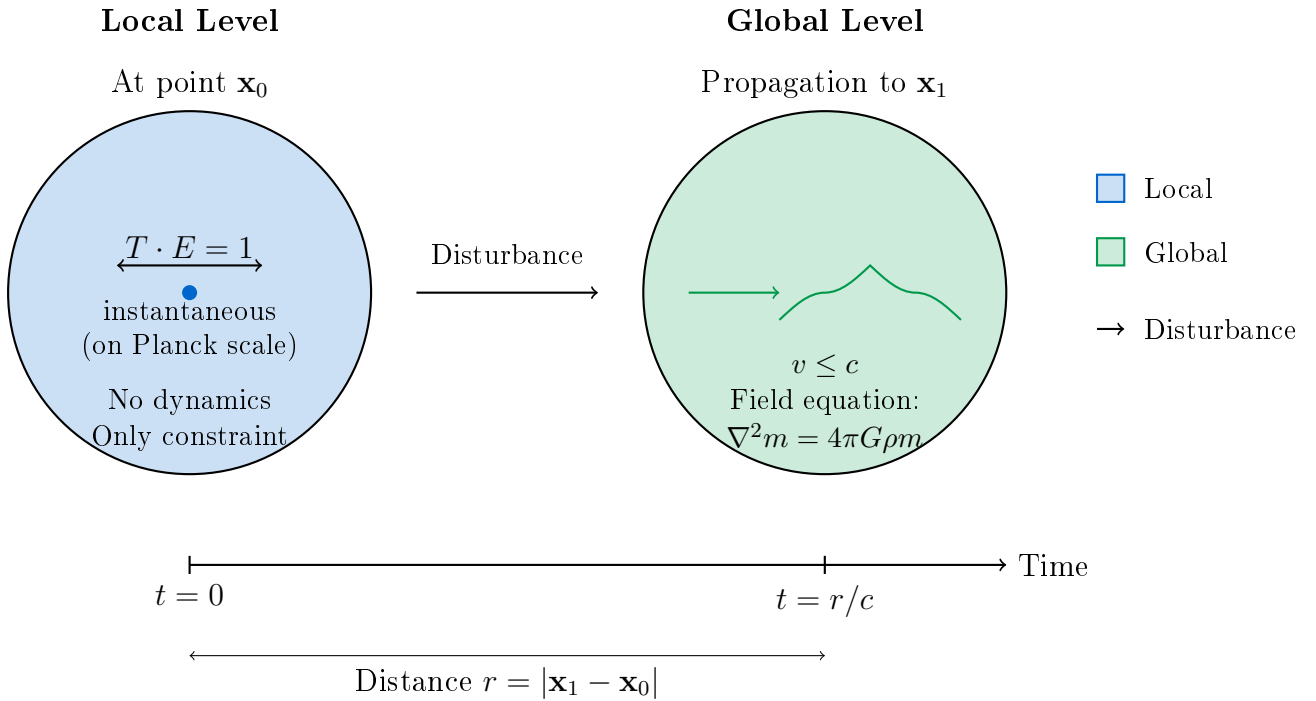 Local Level
At point x₀
T · E = 1
instantaneous
(on Planck scale)
No dynamics
Only constraint
Disturbance
Global Level
Propagation to x₁
v ≤ c
Field equation:
∇²m = 4πGρm
Local
Global
Disturbance
Time
t = 0
t = r/c
Distance r = |x₁ − x₀|